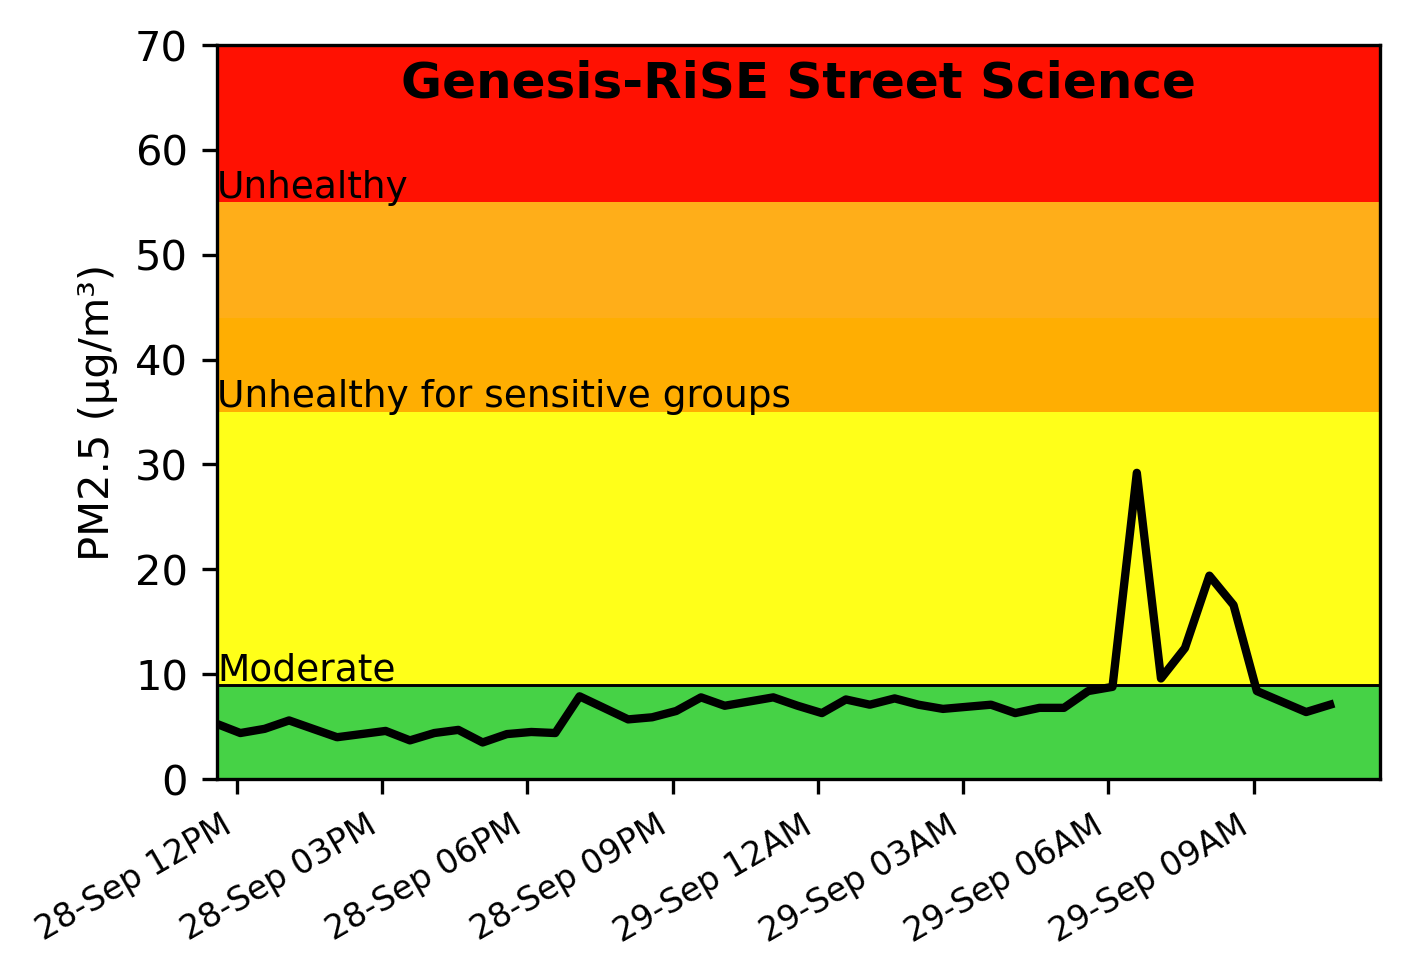 Genesis-RiSE Street Science
70
60
50
40
30
20
10
0
PM2.5 (µg/m³)
Unhealthy
Unhealthy for sensitive groups
Moderate
28-Sep 12PM
28-Sep 03PM
28-Sep 06PM
28-Sep 09PM
29-Sep 12AM
29-Sep 03AM
29-Sep 06AM
29-Sep 09AM